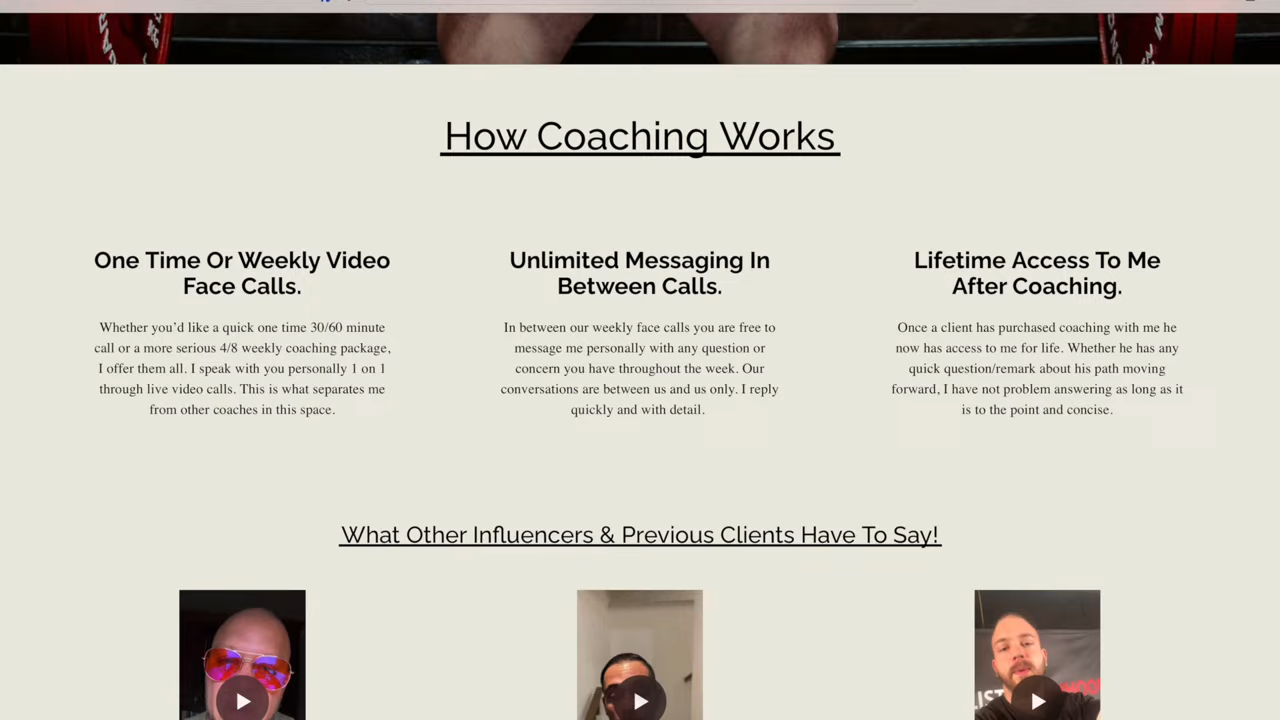 How Coaching Works
One Time Or Weekly Video
Face Calls.
Whether you’d like a quick one time 30/60 minute
call or a more serious 4/8 weekly coaching package,
I offer them all. I speak with you personally 1 on 1
through live video calls. This is what separates me
from other coaches in this space.
Unlimited Messaging In
Between Calls.
In between our weekly face calls you are free to
message me personally with any question or
concern you have throughout the week. Our
conversations are between us and us only. I reply
quickly and with detail.
Lifetime Access To Me
After Coaching.
Once a client has purchased coaching with me he
now has access to me for life. Whether he has any
quick question/remark about his path moving
forward, I have not problem answering as long as it
is to the point and concise.
What Other Influencers & Previous Clients Have To Say!